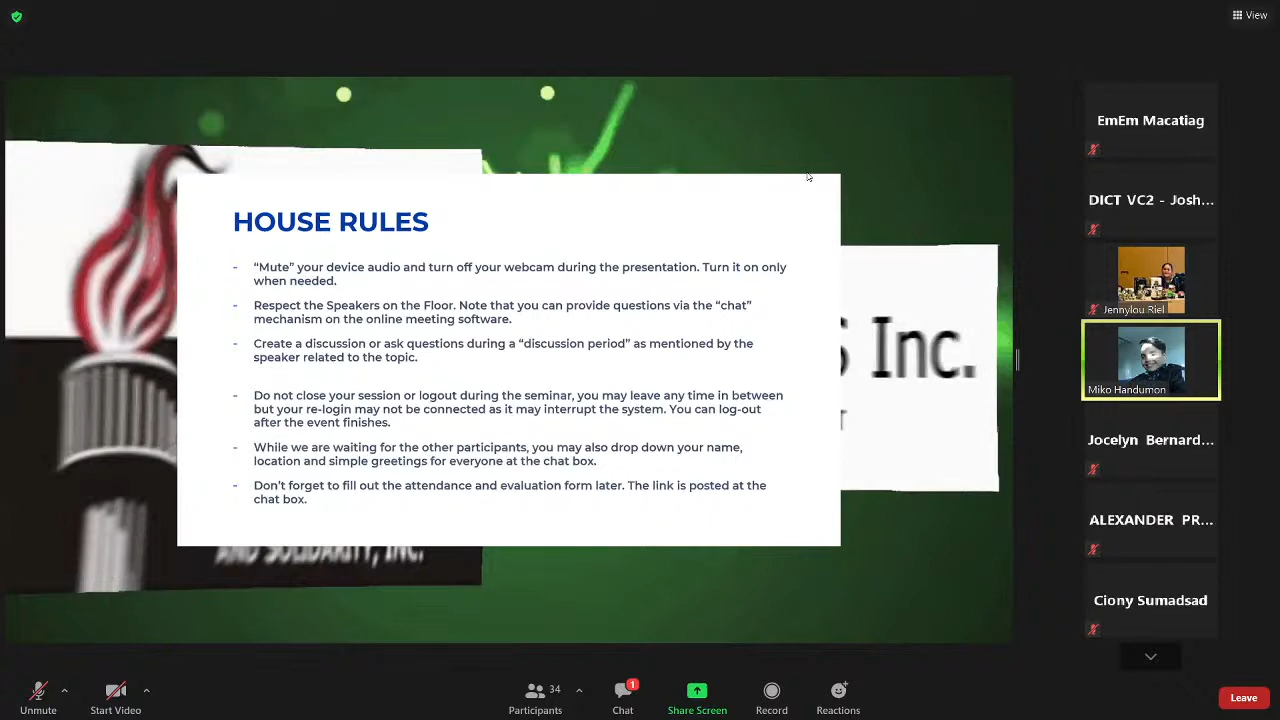 View
HOUSE RULES
- “Mute” your device audio and turn off your webcam during the presentation. Turn it on only
when needed.
- Respect the Speakers on the Floor. Note that you can provide questions via the “chat”
mechanism on the online meeting software.
- Create a discussion or ask questions during a “discussion period” as mentioned by the
speaker related to the topic.
- Do not close your session or logout during the seminar, you may leave any time in between
but your re-login may not be connected as it may interrupt the system. You can log-out
after the event finishes.
- While we are waiting for the other participants, you may also drop down your name,
location and simple greetings for everyone at the chat box.
- Don’t forget to fill out the attendance and evaluation form later. The link is posted at the
chat box.
S Inc.
AND SOLIDARITY, INC.
EmEm Macatiag
DICT VC2 - Josh...
Jennylou Riel
Miko Handumon
Jocelyn Bernard...
ALEXANDER PR...
Ciony Sumadsad
Unmute
Start Video
Participants
34
Chat
1
Share Screen
Record
Reactions
Leave